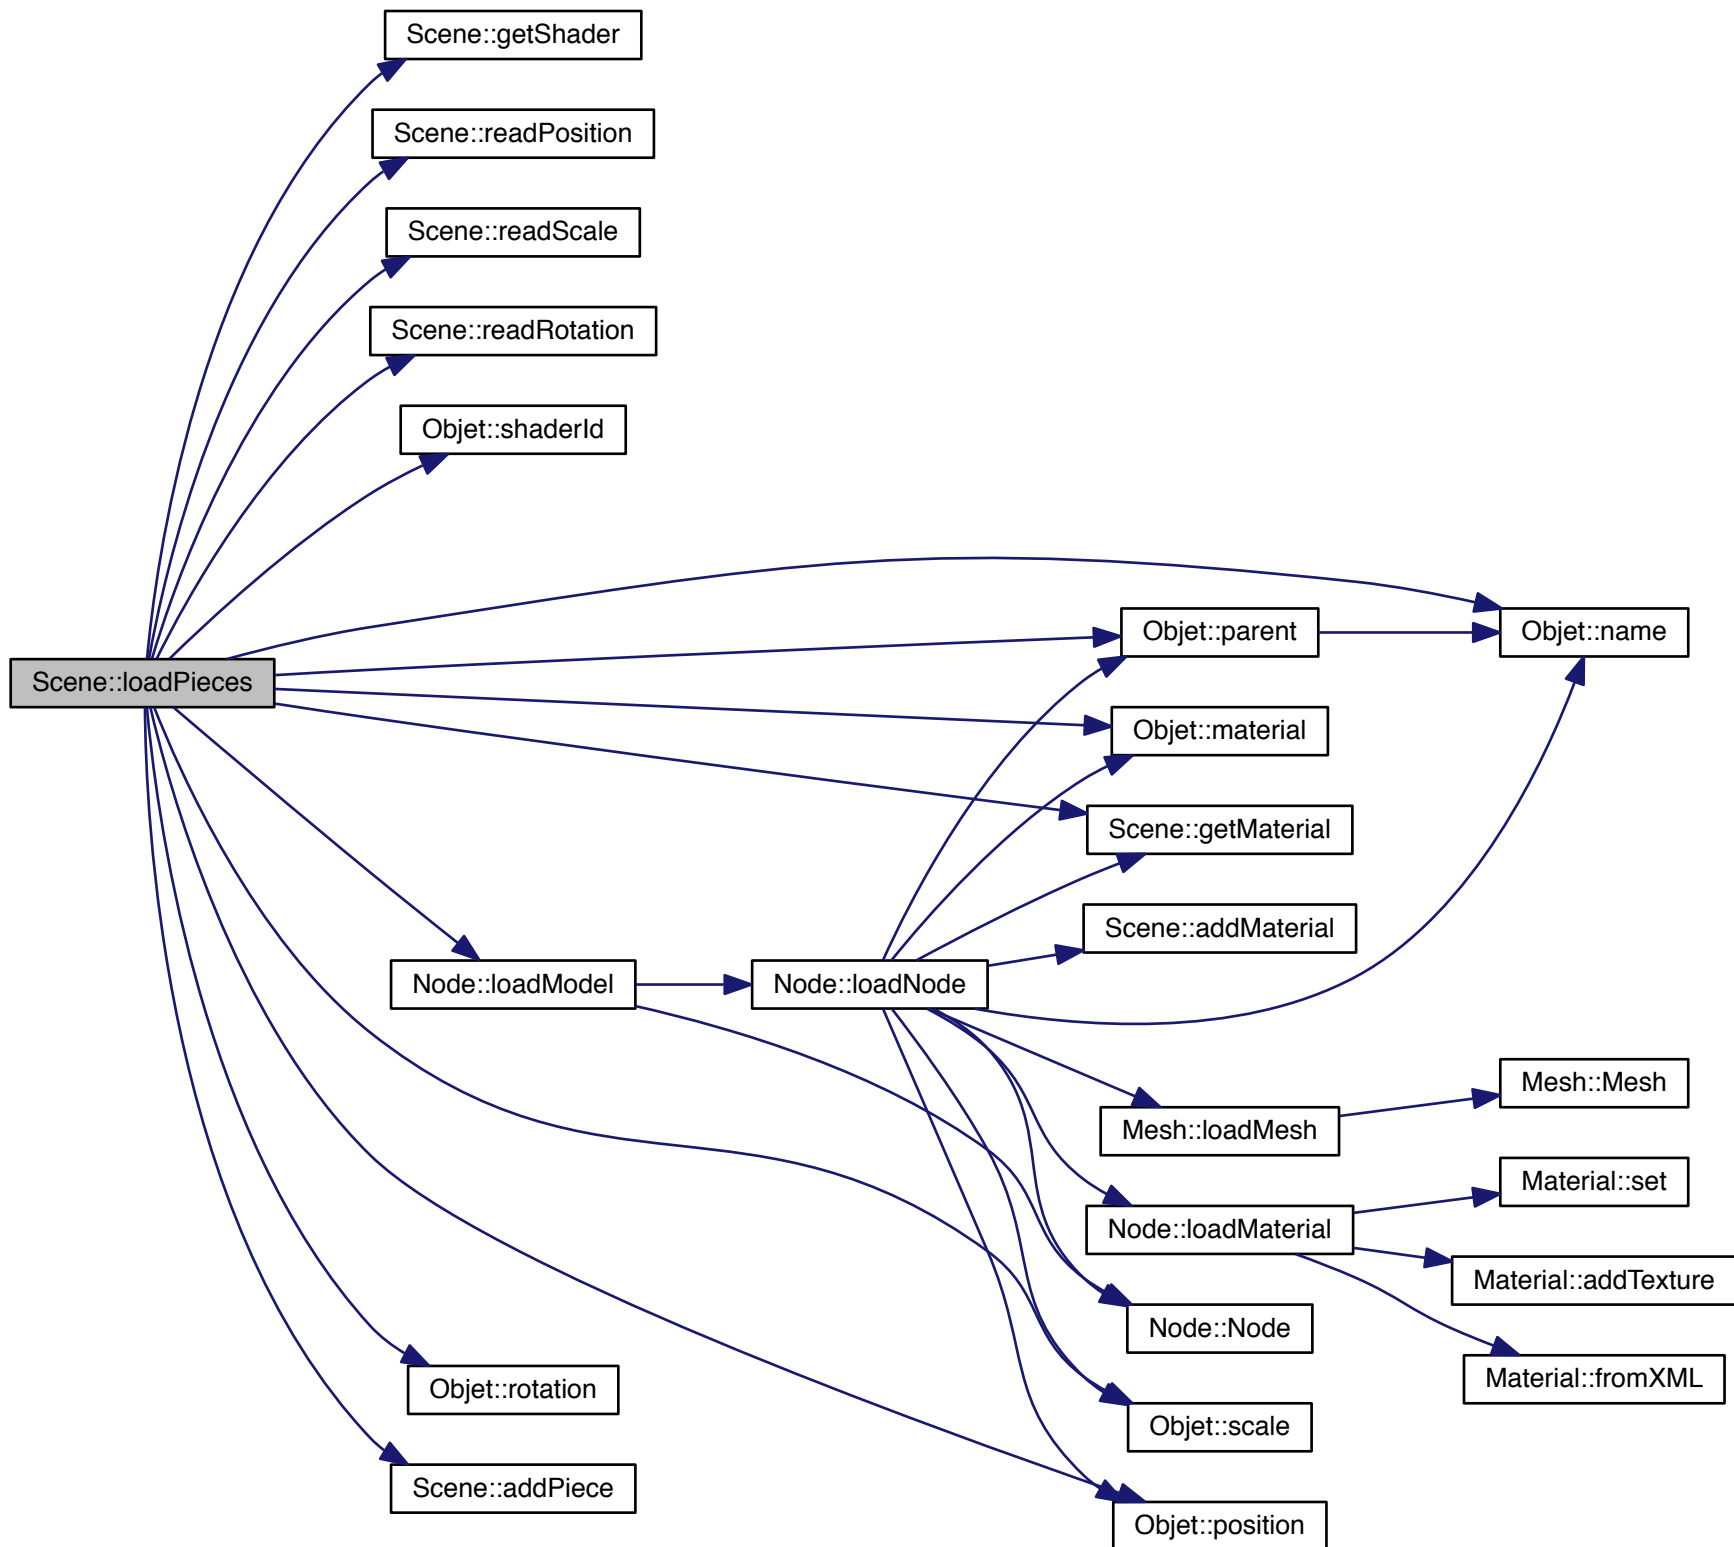 Scene::getShader
Scene::readPosition
Scene::readScale
Scene::readRotation
Objet::shaderId
Objet::parent
Objet::name
Scene::loadPieces
Objet::material
Scene::getMaterial
Scene::addMaterial
Node::loadModel
Node::loadNode
Mesh::Mesh
Mesh::loadMesh
Material::set
Node::loadMaterial
Material::addTexture
Node::Node
Material::fromXML
Objet::rotation
Objet::scale
Scene::addPiece
Objet::position